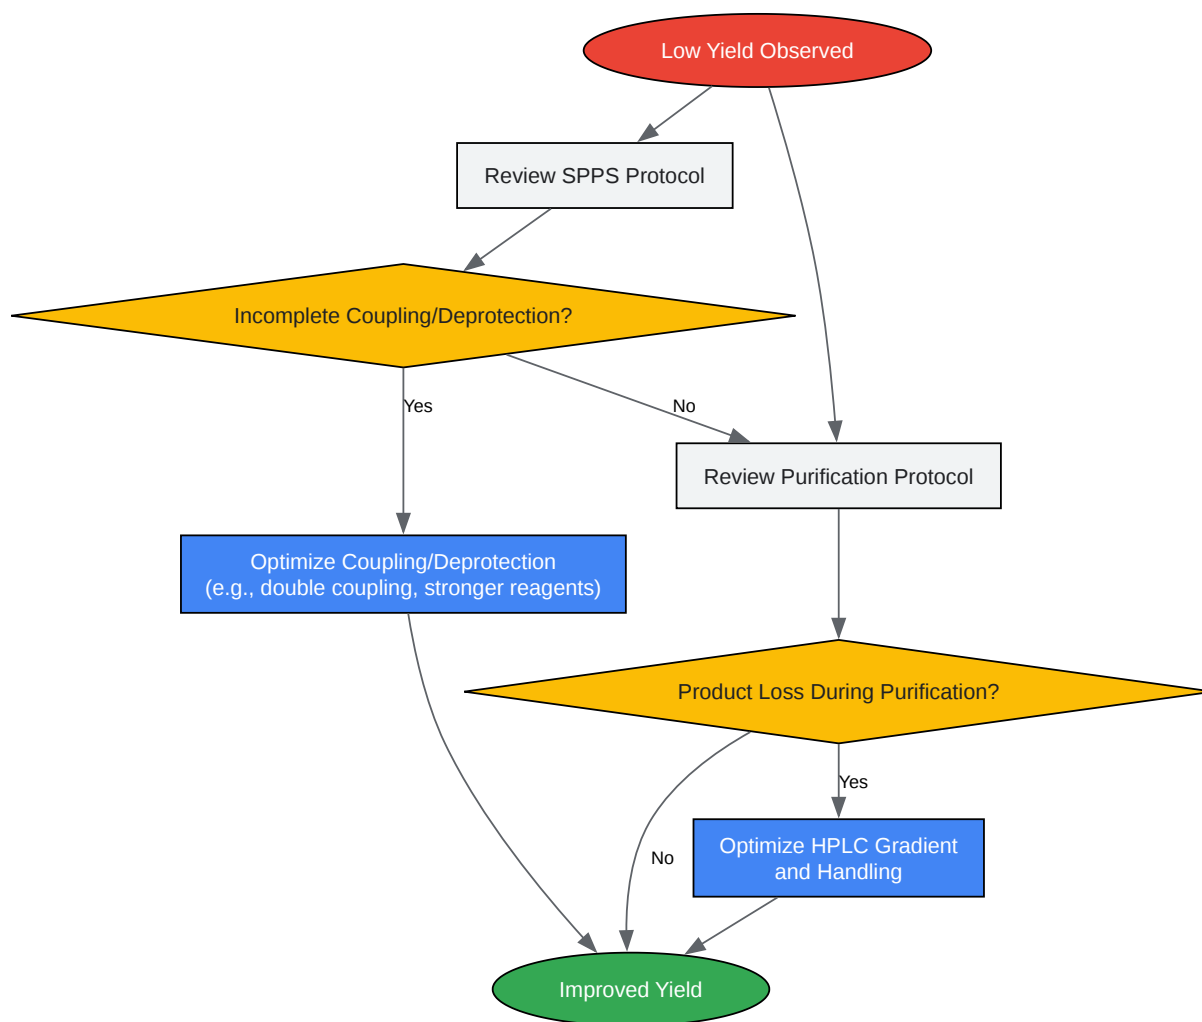 Low Yield Observed
Review SPPS Protocol
Incomplete Coupling/Deprotection?
Yes
No
Review Purification Protocol
Optimize Coupling/Deprotection
(e.g., double coupling, stronger reagents)
Product Loss During Purification?
Yes
No
Optimize HPLC Gradient
and Handling
Improved Yield